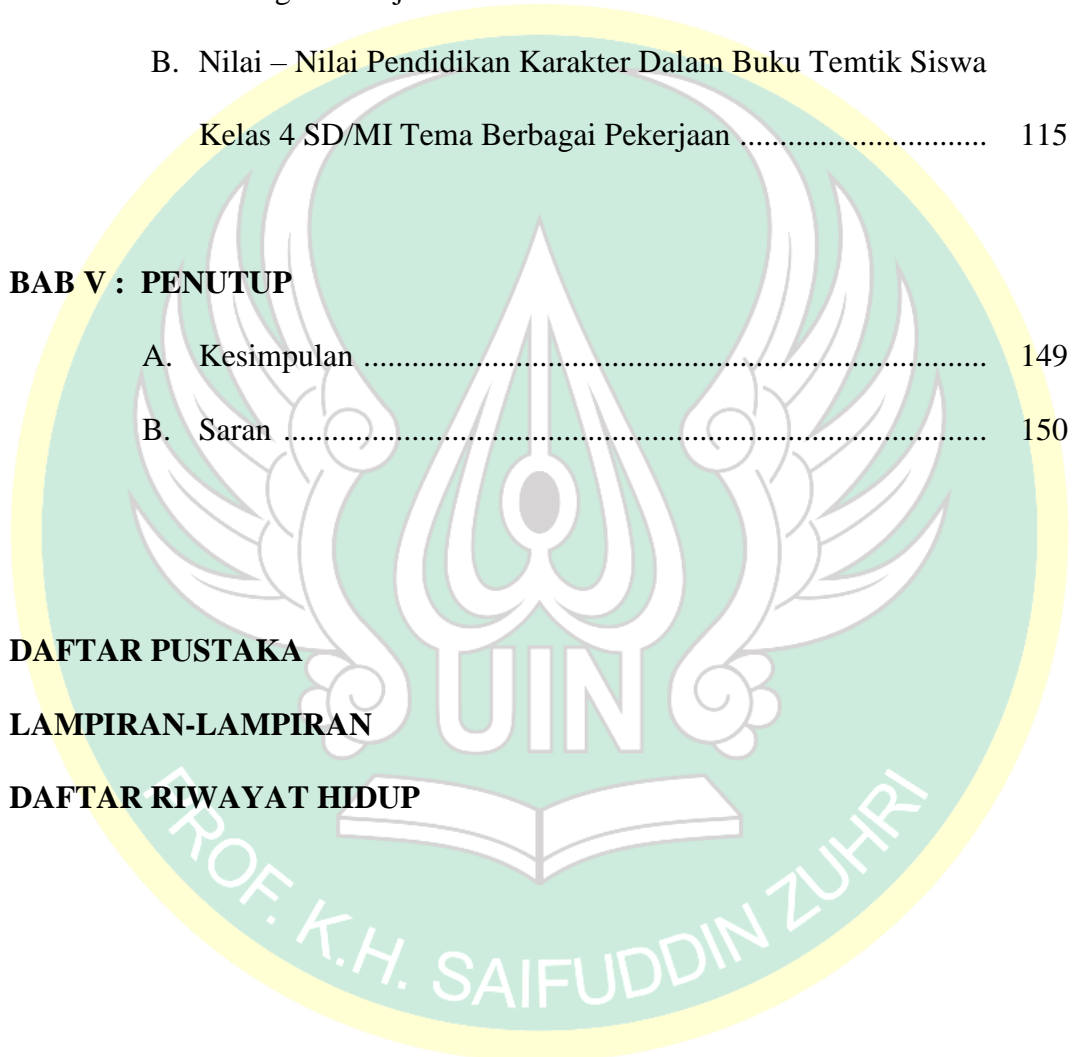 B. Nilai – Nilai Pendidikan Karakter Dalam Buku Temtik Siswa
Kelas 4 SD/MI Tema Berbagai Pekerjaan ............................ 115
BAB V : PENUTUP
A. Kesimpulan ....................................................................... 149
B. Saran ................................................................................ 150
DAFTAR PUSTAKA
LAMPIRAN-LAMPIRAN
DAFTAR RIWAYAT HIDUP
UIN
PROF. K.H. SAIFUDDIN ZUHRI